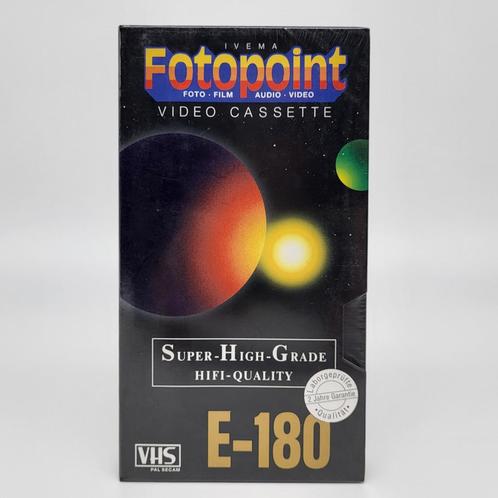 IVEMA
Fotopoint
FOTO · FILM AUDIO · VIDEO
VIDEO CASSETTE
SUPER-HIGH-GRADE
HIFI-QUALITY
Laborgeprüfte
2 Jahre Garantie
•Qualität•
E-180
VHS
PAL SECAM